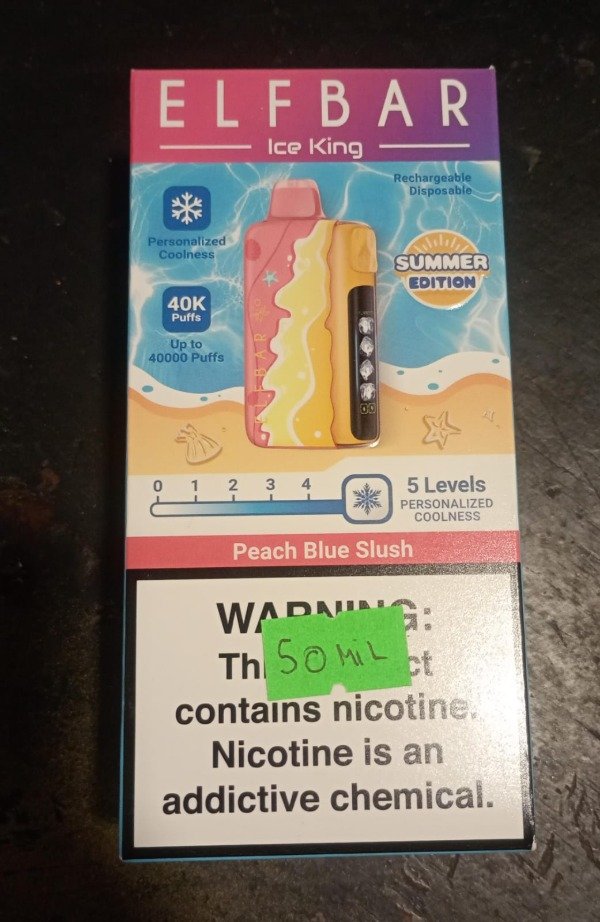 ELFBAR
Ice King
Rechargeable
Disposable
Personalized
Coolness
SUMMER
EDITION
40K
Puffs
Up to
40000 Puffs
ELFBAR
0 1 2 3 4
5 Levels
PERSONALIZED
COOLNESS
Peach Blue Slush
50 MiL
contains nicotine.
Nicotine is an
addictive chemical.